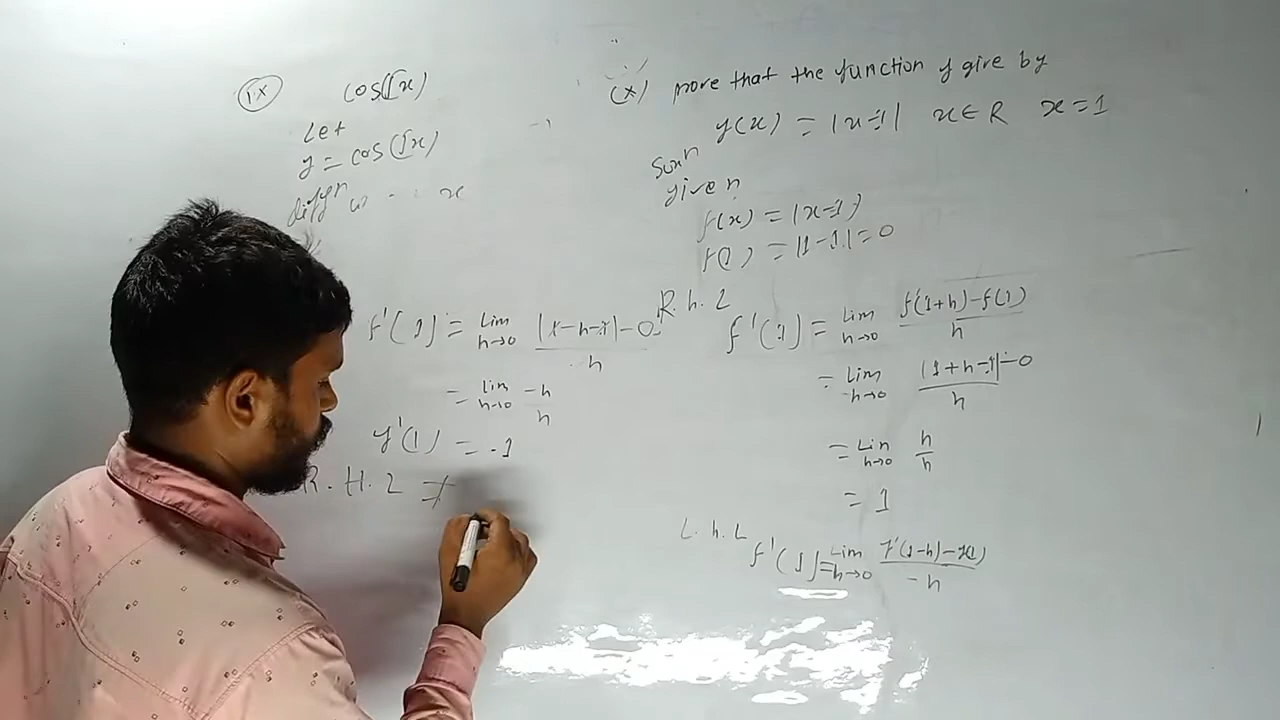 ix cos(√x)
Let
y = cos(√x)
diffn w x
(x) prove that the function f give by
f(x) = |x-1| x ∈ R x = 1
Soln
given
f(x) = |x-1|
f(1) = |1-1| = 0
R.h.L f'(1) = Lim h→0 f(1+h)-f(1) / h
= Lim h→0 |1+h-1|-0 / h
= Lim h→0 h/h
= 1
L.h.L
f'(1) = Lim h→0 f(1-h)-f(1) / -h
f'(1) = Lim h→0 |1-h-1|-0 / -h
= Lim h→0 -h/h
f'(1) = -1
R.H.L ≠